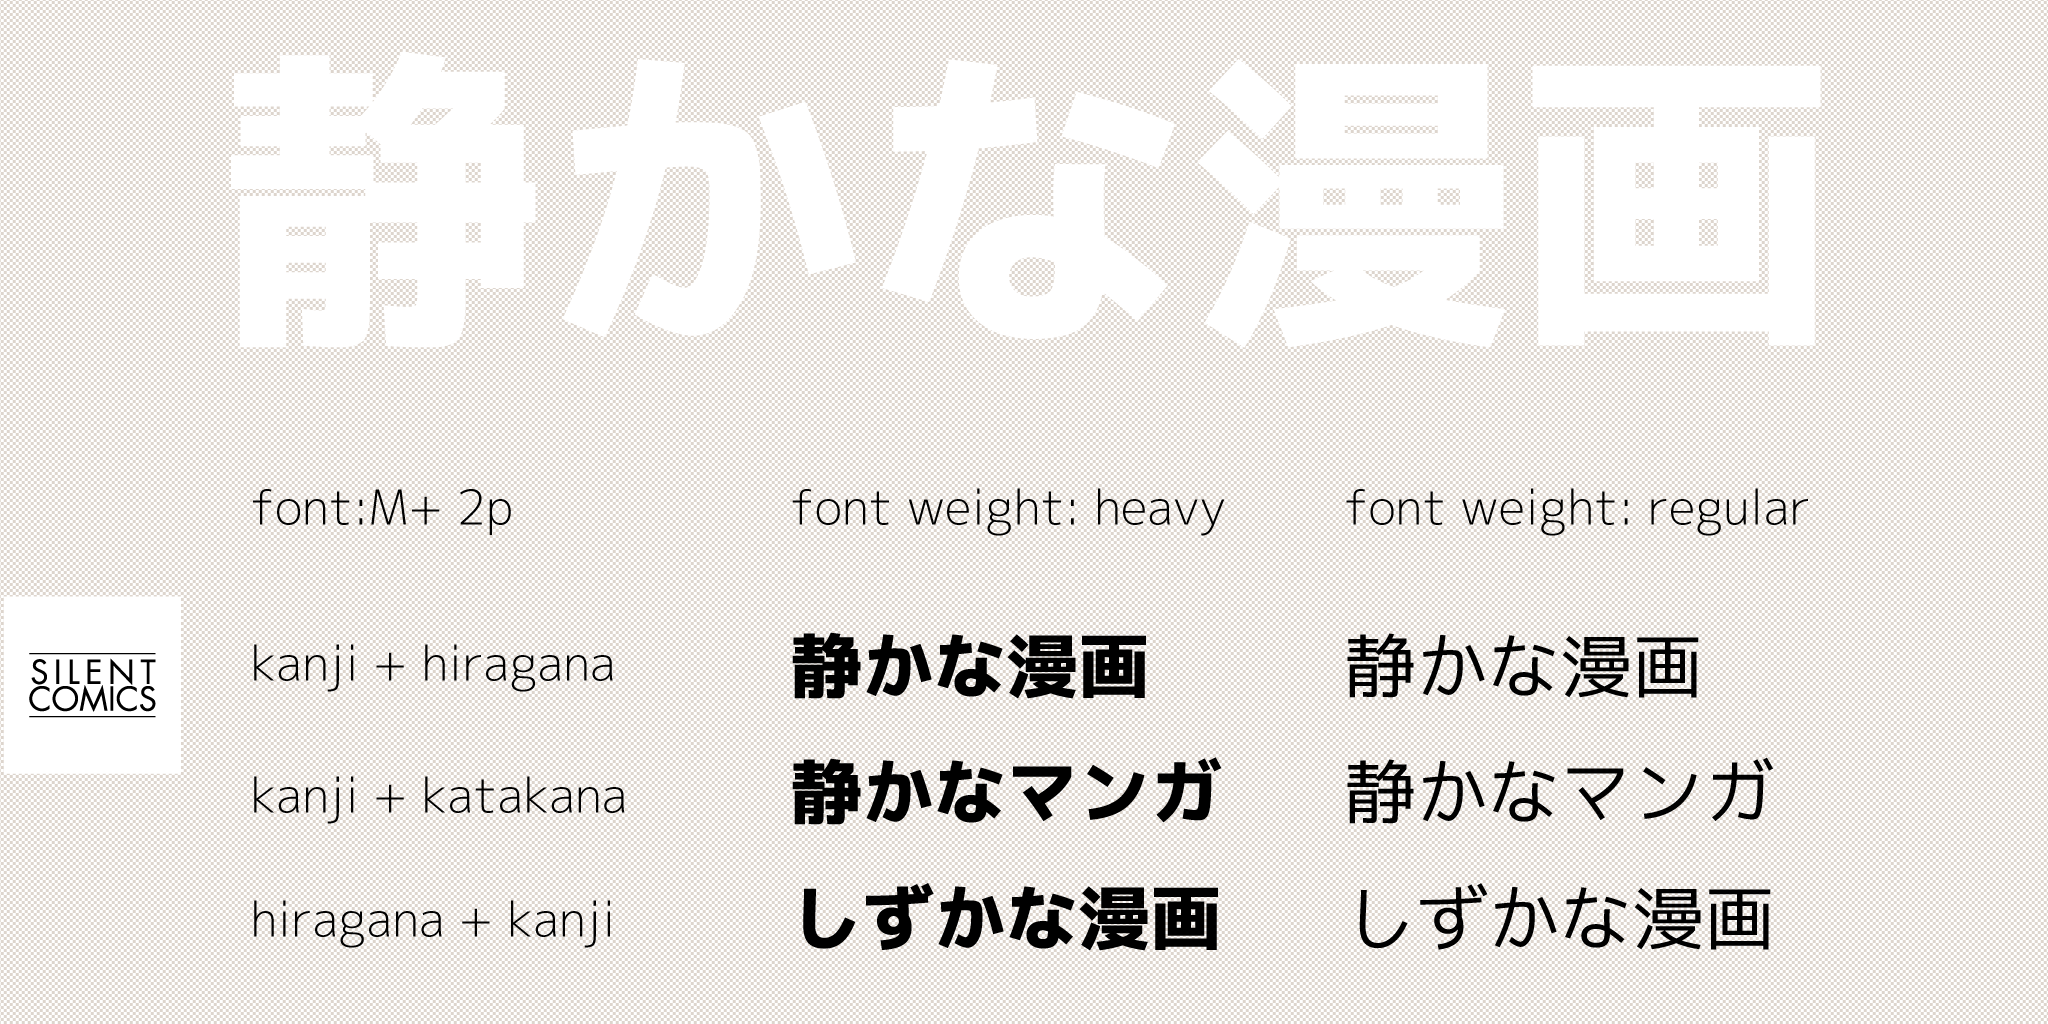 静かな漫画
font:M+ 2p
font weight: heavy
font weight: regular
SILENT
COMICS
kanji + hiragana
静かな漫画
静かな漫画
kanji + katakana
静かなマンガ
静かなマンガ
hiragana + kanji
しずかな漫画
しずかな漫画